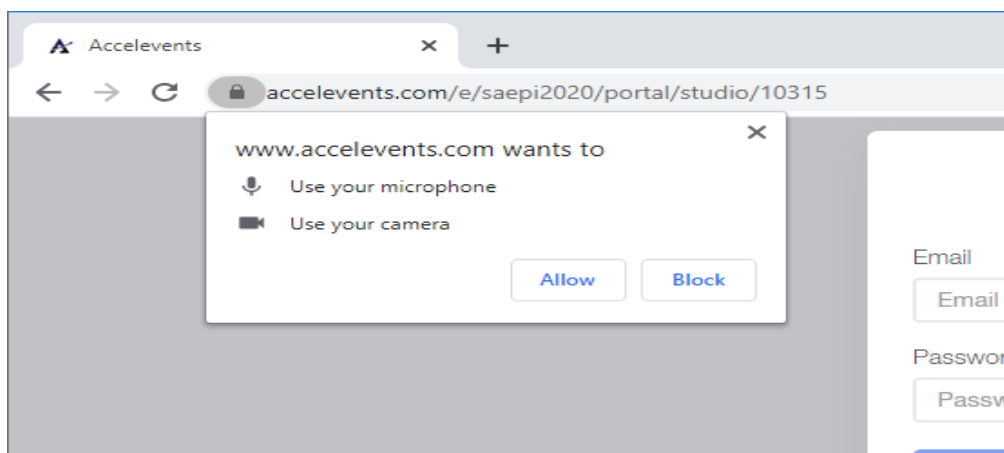 Accelevents
accelevents.com/e/saepi2020/portal/studio/10315
www.accelevents.com wants to
Use your microphone
Use your camera
Allow Block
Email
Email
Passwor
Passw